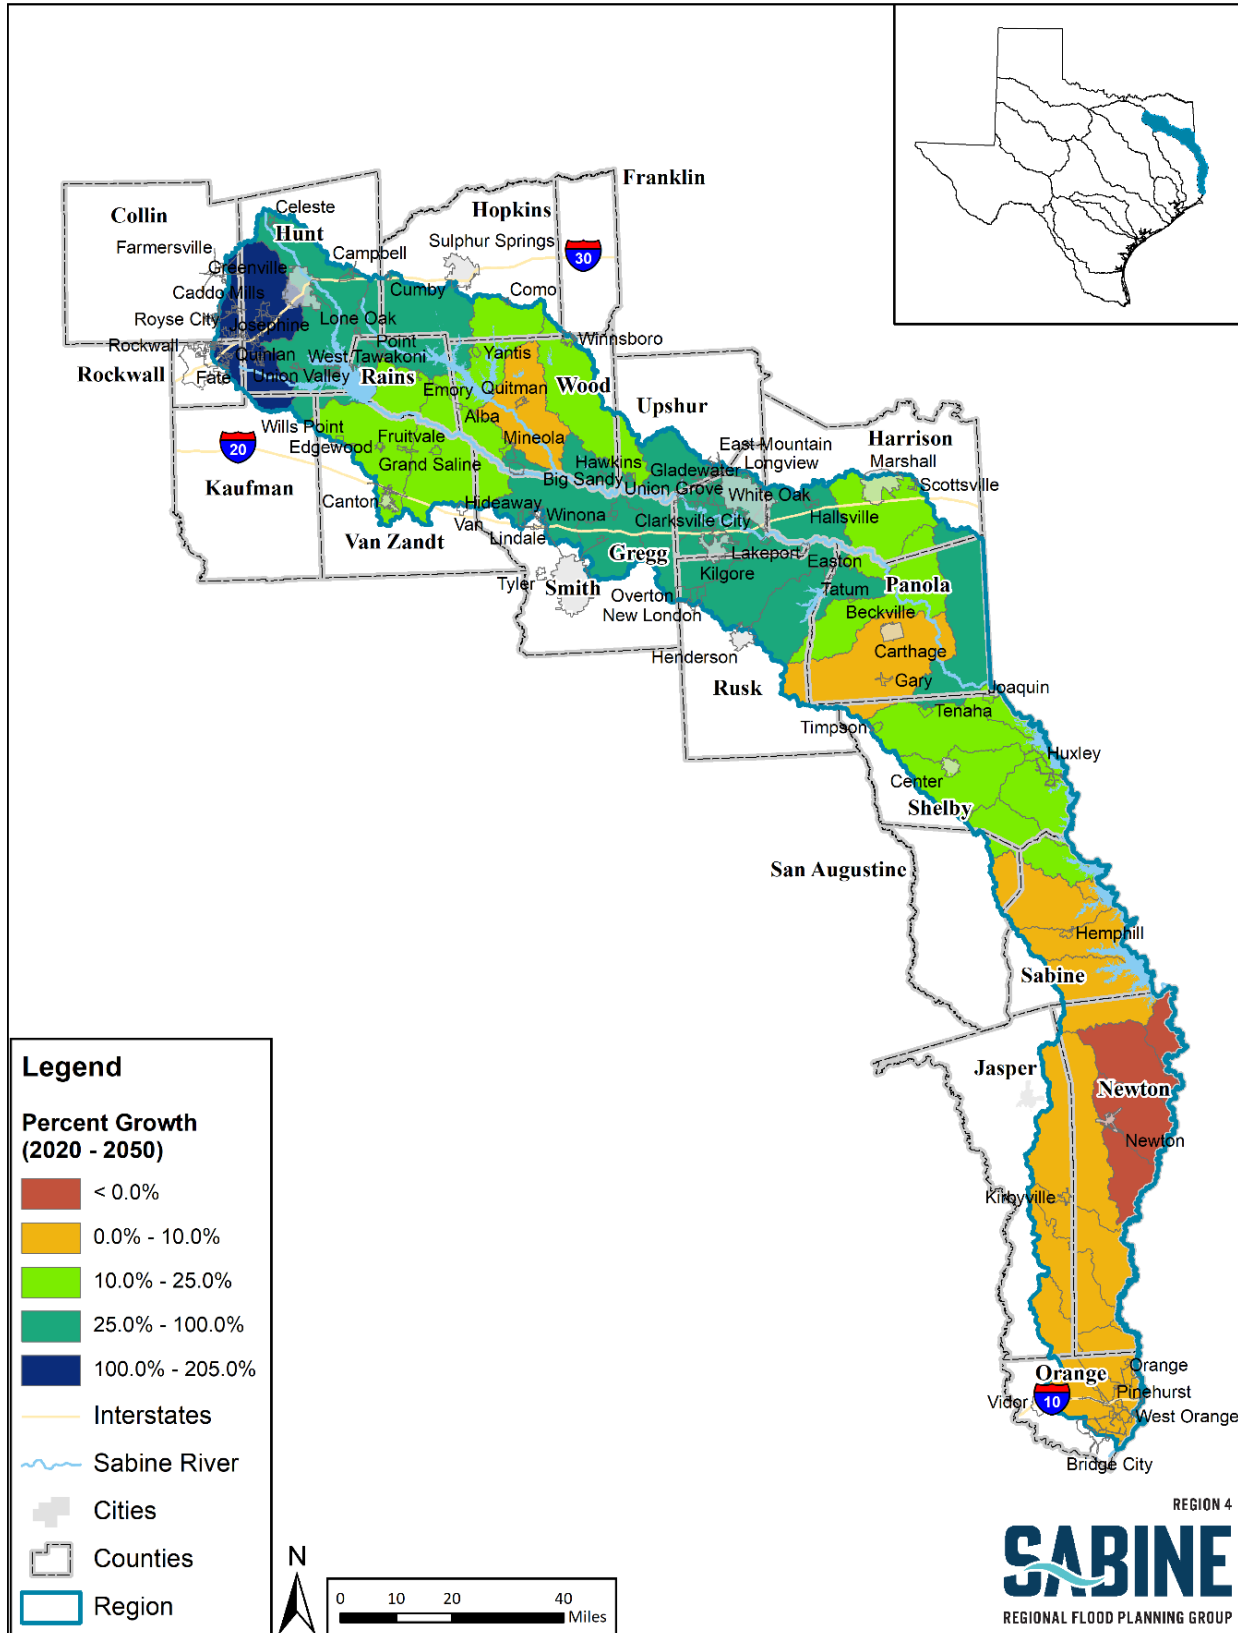 Franklin
Collin
Hopkins
Celeste
Hunt
Farmersville
Sulphur Springs
Campbell
30
Greenville
Caddo Mills
Cumby
Como
Royse City
Josephine
Lone Oak
Point
Winnsboro
Rockwall
Quinlan
West Tawakoni
Yantis
Rockwall
Fate
Union Valley
Rains
Emory
Quitman
Wood
Alba
Upshur
Wills Point
Edgewood
Fruitvale
Mineola
East Mountain
Harrison
20
Grand Saline
Hawkins
Gladewater
Longview
Marshall
Kaufman
Big Sandy
Union Grove
White Oak
Scottsville
Canton
Hideaway
Winona
Clarksville City
Hallsville
Van
Lindale
Van Zandt
Gregg
Lakeport
Easton
Tyler
Smith
Kilgore
Tatum
Panola
Overton
New London
Beckville
Henderson
Carthage
Rusk
Gary
Joaquin
Timpson
Tenaha
Huxley
Center
Shelby
San Augustine
Hemphill
Sabine
Jasper
Newton
Newton
Kirbyville
Orange
Orange
Pinehurst
Vidor
10
West Orange
Bridge City
Legend
Percent Growth
(2020 - 2050)
< 0.0%
0.0% - 10.0%
10.0% - 25.0%
25.0% - 100.0%
100.0% - 205.0%
Interstates
Sabine River
Cities
Counties
Region
N
0 10 20 40
Miles
REGION 4
SABINE
REGIONAL FLOOD PLANNING GROUP